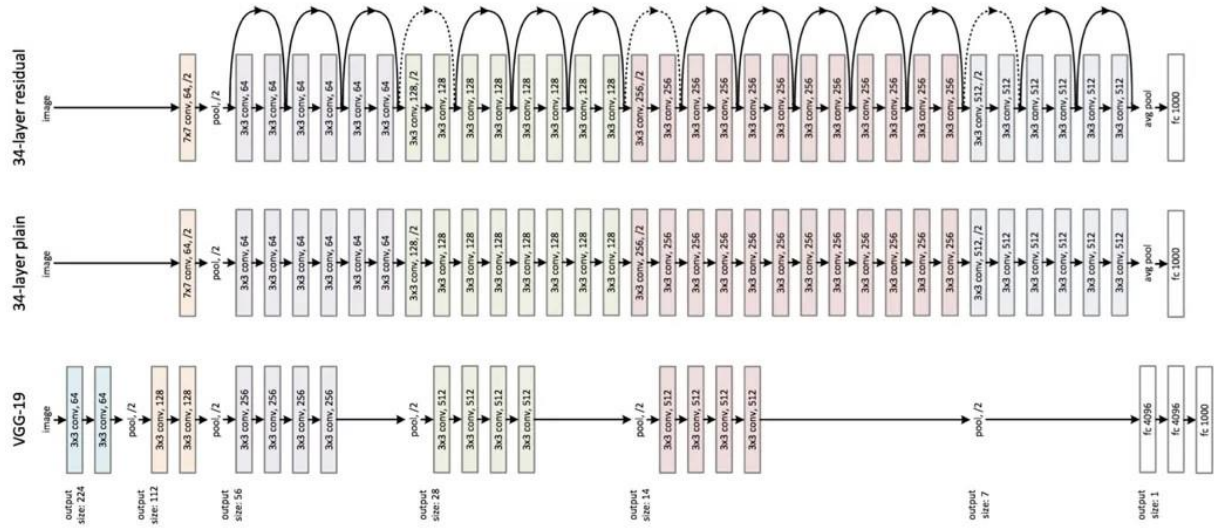 34-layer residual
image
7x7 conv, 64, /2
pool, /2
3x3 conv, 64
3x3 conv, 64
3x3 conv, 64
3x3 conv, 64
3x3 conv, 64
3x3 conv, 64
3x3 conv, 128, /2
3x3 conv, 128
3x3 conv, 128
3x3 conv, 128
3x3 conv, 128
3x3 conv, 128
3x3 conv, 128
3x3 conv, 128
3x3 conv, 256, /2
3x3 conv, 256
3x3 conv, 256
3x3 conv, 256
3x3 conv, 256
3x3 conv, 256
3x3 conv, 256
3x3 conv, 256
3x3 conv, 256
3x3 conv, 256
3x3 conv, 256
3x3 conv, 256
3x3 conv, 512, /2
3x3 conv, 512
3x3 conv, 512
3x3 conv, 512
3x3 conv, 512
3x3 conv, 512
avg pool
fc 1000
34-layer plain
image
7x7 conv, 64, /2
pool, /2
3x3 conv, 64
3x3 conv, 64
3x3 conv, 64
3x3 conv, 64
3x3 conv, 64
3x3 conv, 64
3x3 conv, 128, /2
3x3 conv, 128
3x3 conv, 128
3x3 conv, 128
3x3 conv, 128
3x3 conv, 128
3x3 conv, 128
3x3 conv, 128
3x3 conv, 256, /2
3x3 conv, 256
3x3 conv, 256
3x3 conv, 256
3x3 conv, 256
3x3 conv, 256
3x3 conv, 256
3x3 conv, 256
3x3 conv, 256
3x3 conv, 256
3x3 conv, 256
3x3 conv, 256
3x3 conv, 512, /2
3x3 conv, 512
3x3 conv, 512
3x3 conv, 512
3x3 conv, 512
3x3 conv, 512
avg pool
fc 1000
VGG-19
image
3x3 conv, 64
3x3 conv, 64
pool, /2
3x3 conv, 128
3x3 conv, 128
pool, /2
3x3 conv, 256
3x3 conv, 256
3x3 conv, 256
3x3 conv, 256
pool, /2
3x3 conv, 512
3x3 conv, 512
3x3 conv, 512
3x3 conv, 512
pool, /2
3x3 conv, 512
3x3 conv, 512
3x3 conv, 512
3x3 conv, 512
pool, /2
fc 4096
fc 4096
fc 1000
output
size: 224
output
size: 112
output
size: 56
output
size: 28
output
size: 14
output
size: 7
output
size: 1